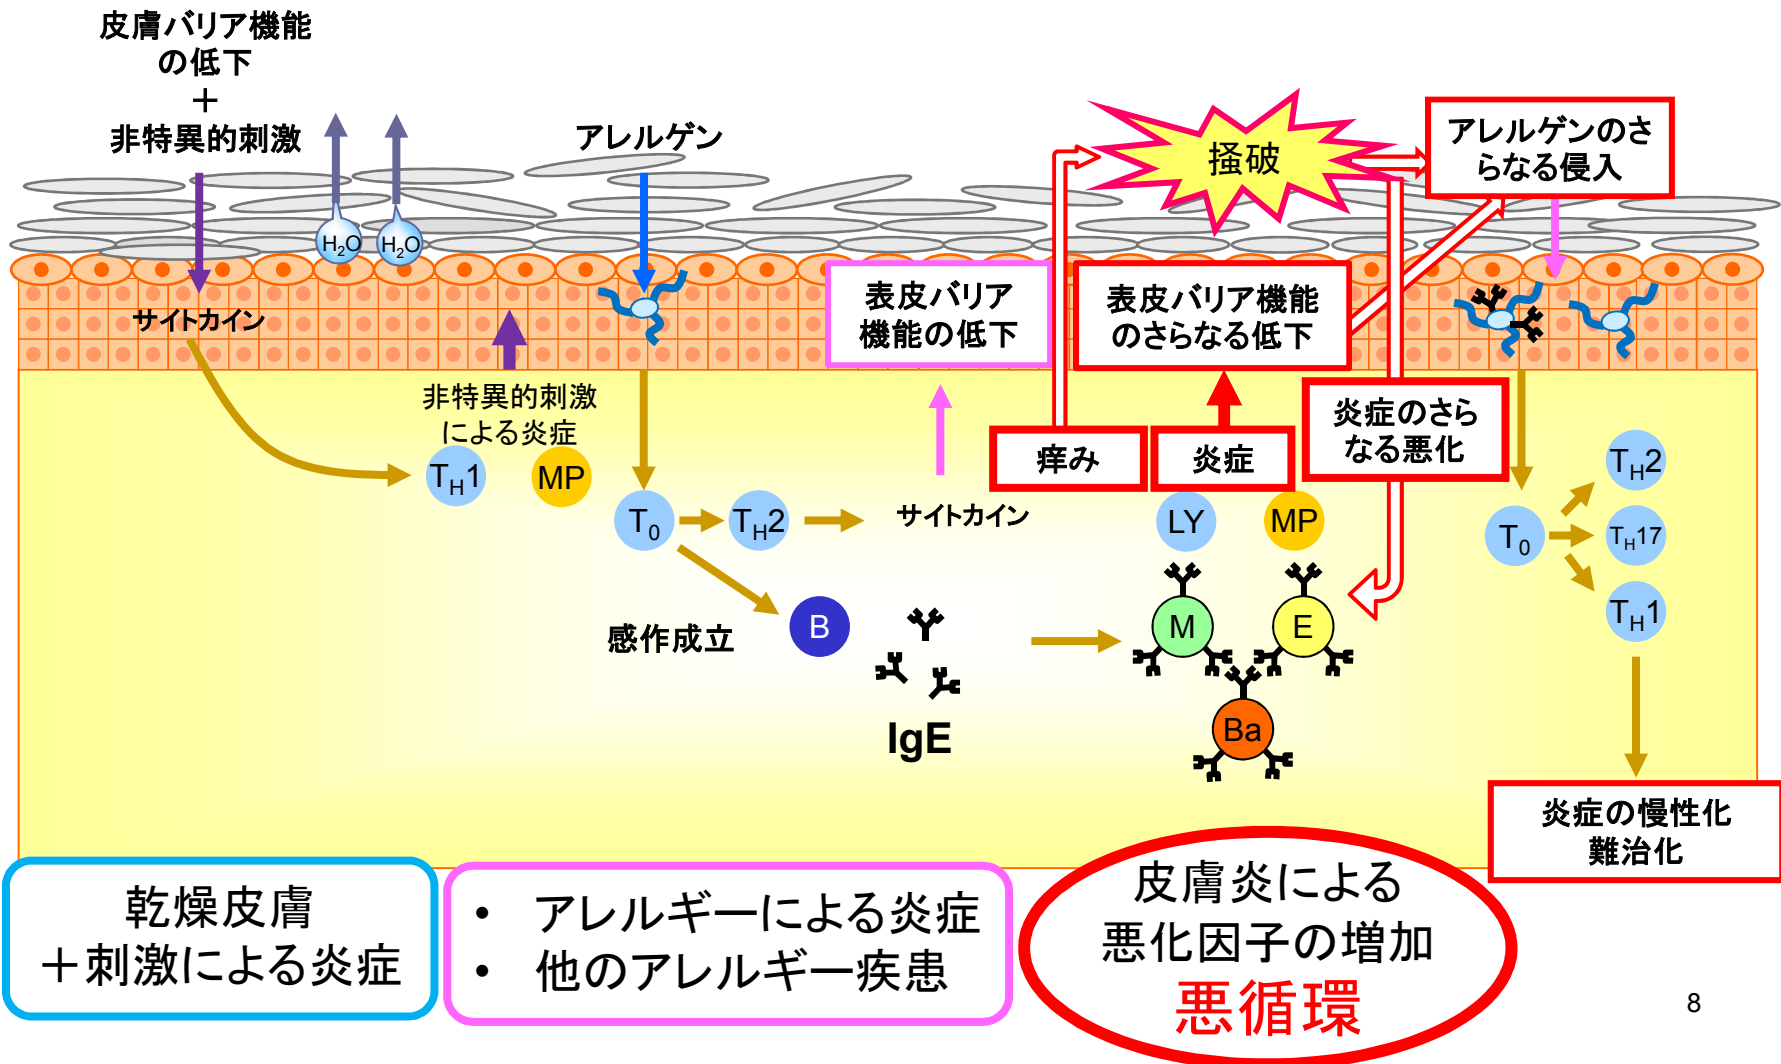 皮膚バリア機能
の低下
＋
非特異的刺激
H₂O
H₂O
アレルゲン
サイトカイン
非特異的刺激
による炎症
T_H1
MP
T₀
T_H2
サイトカイン
感作成立
B
IgE
表皮バリア
機能の低下
表皮バリア機能
のさらなる低下
掻破
アレルゲンのさ
らなる侵入
痒み
炎症
炎症のさら
なる悪化
LY
MP
M
E
Ba
T₀
T_H2
T_H17
T_H1
炎症の慢性化
難治化
乾燥皮膚
＋刺激による炎症
• アレルギーによる炎症
• 他のアレルギー疾患
皮膚炎による
悪化因子の増加
悪循環
8